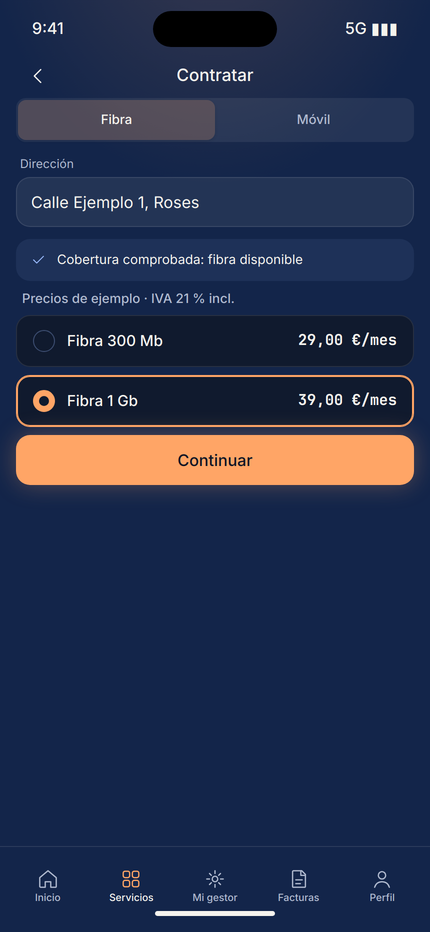 9:41
5G
Contratar
Fibra
Móvil
Dirección
Calle Ejemplo 1, Roses
Cobertura comprobada: fibra disponible
Precios de ejemplo · IVA 21 % incl.
Fibra 300 Mb
29,00 €/mes
Fibra 1 Gb
39,00 €/mes
Continuar
Inicio
Servicios
Mi gestor
Facturas
Perfil